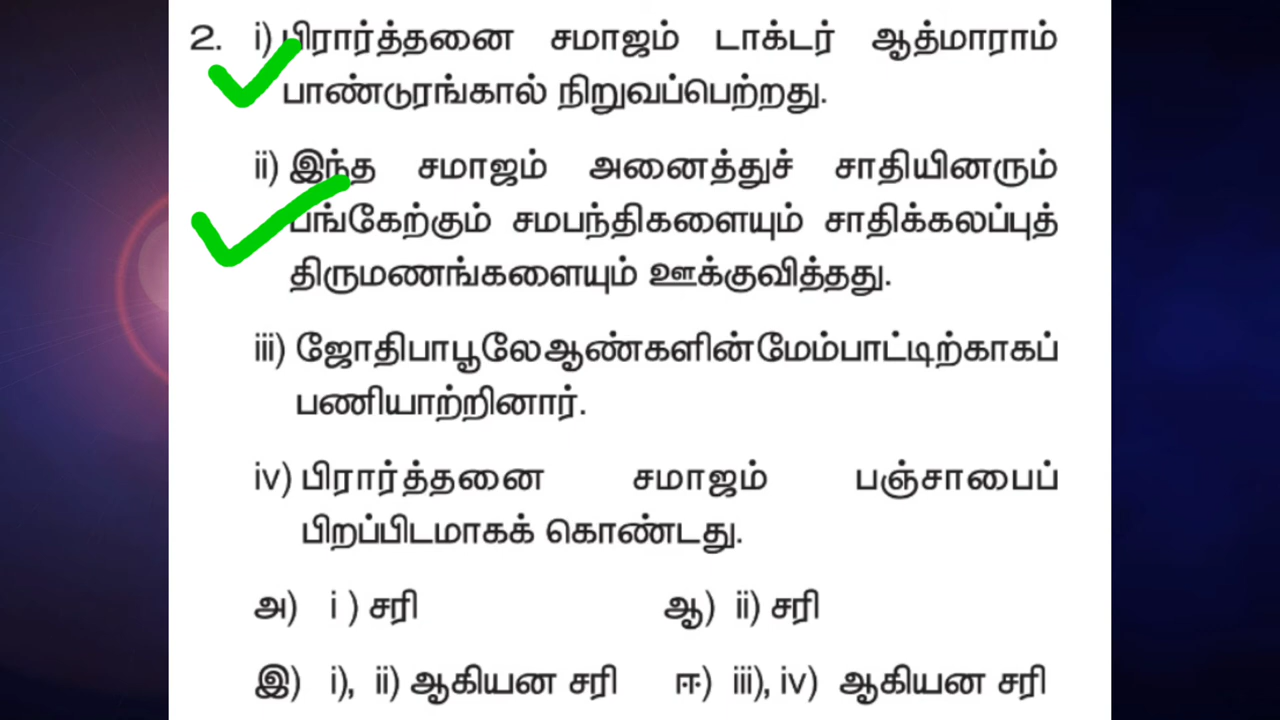 2. i) பிரார்த்தனை சமாஜம் டாக்டர் ஆத்மாராம்
பாண்டுரங்கால் நிறுவப்பெற்றது.
ii) இந்த சமாஜம் அனைத்துச் சாதியினரும்
பங்கேற்கும் சமபந்திகளையும் சாதிக்கலப்புத்
திருமணங்களையும் ஊக்குவித்தது.
iii) ஜோதிபாபூலே ஆண்களின் மேம்பாட்டிற்காகப்
பணியாற்றினார்.
iv) பிரார்த்தனை சமாஜம் பஞ்சாபைப்
பிறப்பிடமாகக் கொண்டது.
அ) i ) சரி ஆ) ii) சரி
இ) i), ii) ஆகியன சரி ஈ) iii), iv) ஆகியன சரி